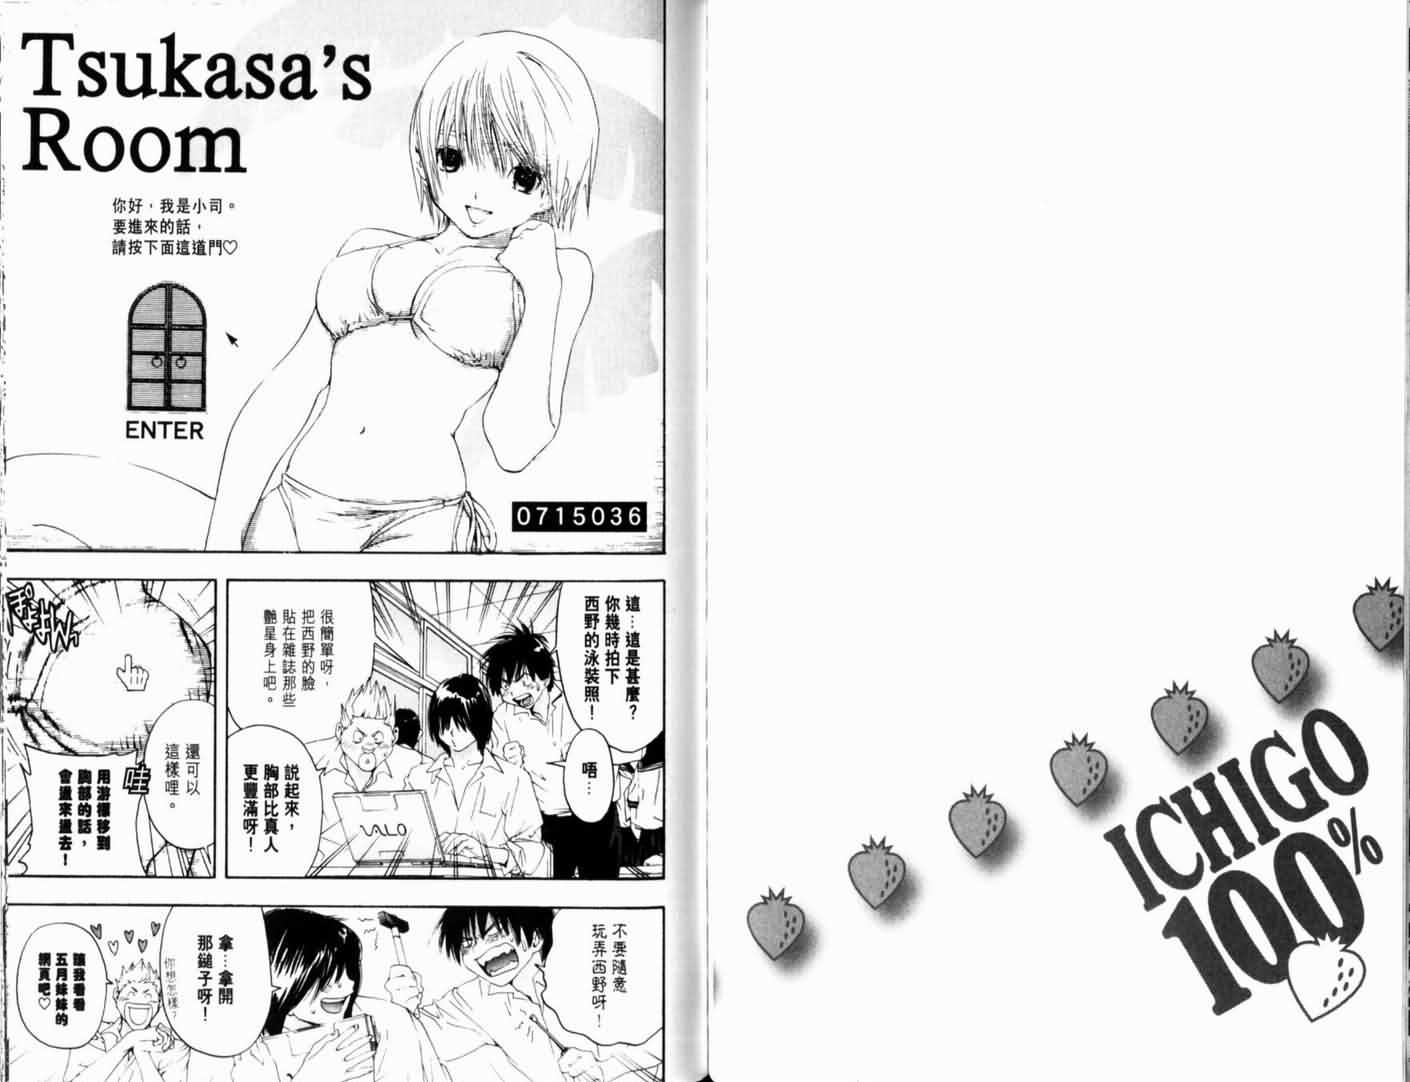 Tsukasa's
Room
你好，我是小司。
要進來的話，
請按下面這道門♡
ENTER
0715036
這…這是甚麼？
你幾時拍下
西野的泳裝照！
唔…
很簡單呀，
把西野的臉
貼在雜誌那些
艷星身上吧。
說起來，
胸部比真人
更豐滿呀！
VALO
還可以
這樣哩。
哇
用游標移到
胸部的話，
會盪來盪去！
不要隨意
玩弄西野呀！
拿…拿開
那鎚子呀！
你想怎樣？
讓我看看
五月妹妹的
網頁吧♡
ICHIGO
100%